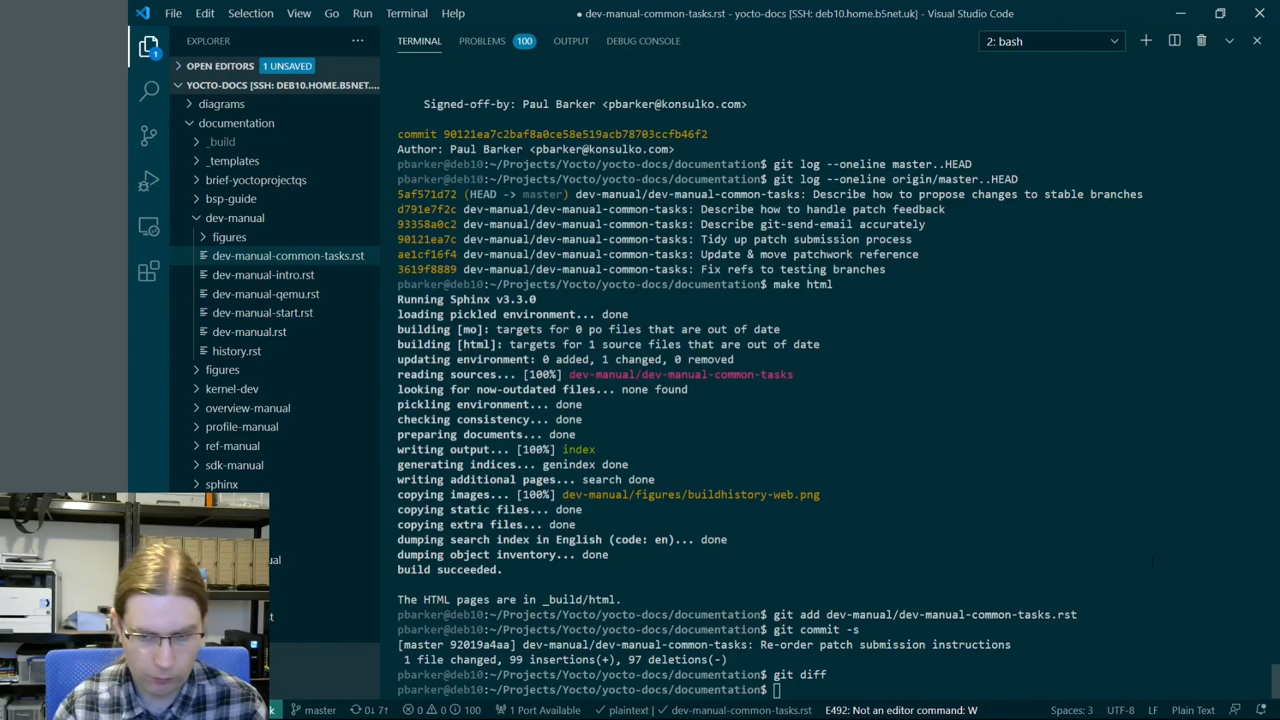 File Edit Selection View Go Run Terminal Help
● dev-manual-common-tasks.rst - yocto-docs [SSH: deb10.home.b5net.uk] - Visual Studio Code
EXPLORER ···
TERMINAL PROBLEMS 100 OUTPUT DEBUG CONSOLE 2: bash
1
OPEN EDITORS 1 UNSAVED
YOCTO-DOCS [SSH: DEB10.HOME.B5NET....
diagrams
documentation
_build
_templates
brief-yoctoprojectqs
bsp-guide
dev-manual
figures
dev-manual-common-tasks.rst
dev-manual-intro.rst
dev-manual-qemu.rst
dev-manual-start.rst
dev-manual.rst
history.rst
figures
kernel-dev
overview-manual
profile-manual
ref-manual
sdk-manual
sphinx
Signed-off-by: Paul Barker <pbarker@konsulko.com>
commit 90121ea7c2baf8a0ce58e519acb78703ccfb46f2
Author: Paul Barker <pbarker@konsulko.com>
pbarker@deb10:~/Projects/Yocto/yocto-docs/documentation$ git log --oneline master..HEAD
pbarker@deb10:~/Projects/Yocto/yocto-docs/documentation$ git log --oneline origin/master..HEAD
5af571d72 (HEAD -> master) dev-manual/dev-manual-common-tasks: Describe how to propose changes to stable branches
d791e7f2c dev-manual/dev-manual-common-tasks: Describe how to handle patch feedback
93358a0c2 dev-manual/dev-manual-common-tasks: Describe git-send-email accurately
90121ea7c dev-manual/dev-manual-common-tasks: Tidy up patch submission process
ae1cf16f4 dev-manual/dev-manual-common-tasks: Update & move patchwork reference
3619f8889 dev-manual/dev-manual-common-tasks: Fix refs to testing branches
pbarker@deb10:~/Projects/Yocto/yocto-docs/documentation$ make html
Running Sphinx v3.3.0
loading pickled environment... done
building [mo]: targets for 0 po files that are out of date
building [html]: targets for 1 source files that are out of date
updating environment: 0 added, 1 changed, 0 removed
reading sources... [100%] dev-manual/dev-manual-common-tasks
looking for now-outdated files... none found
pickling environment... done
checking consistency... done
preparing documents... done
writing output... [100%] index
generating indices... genindex done
writing additional pages... search done
copying images... [100%] dev-manual/figures/buildhistory-web.png
copying static files... done
copying extra files... done
dumping search index in English (code: en)... done
dumping object inventory... done
build succeeded.
The HTML pages are in _build/html.
pbarker@deb10:~/Projects/Yocto/yocto-docs/documentation$ git add dev-manual/dev-manual-common-tasks.rst
pbarker@deb10:~/Projects/Yocto/yocto-docs/documentation$ git commit -s
[master 92019a4aa] dev-manual/dev-manual-common-tasks: Re-order patch submission instructions
1 file changed, 99 insertions(+), 97 deletions(-)
pbarker@deb10:~/Projects/Yocto/yocto-docs/documentation$ git diff
pbarker@deb10:~/Projects/Yocto/yocto-docs/documentation$
master 0↓ 7↑ 0 0 100 1 Port Available plaintext | dev-manual-common-tasks.rst E492: Not an editor command: W Spaces: 3 UTF-8 LF Plain Text